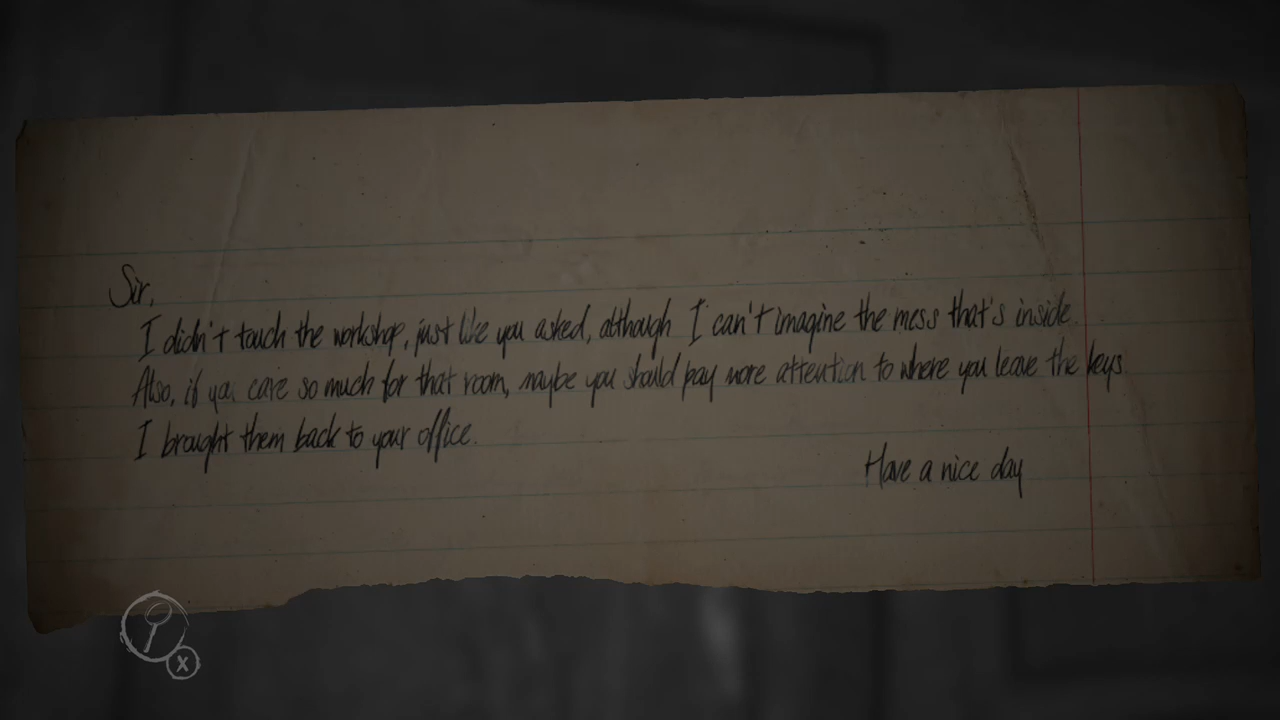 Sir,
I didn't touch the workshop, just like you asked, although I can't imagine the mess that's inside.
Also, if you care so much for that room, maybe you should pay more attention to where you leave the keys.
I brought them back to your office.
Have a nice day
X